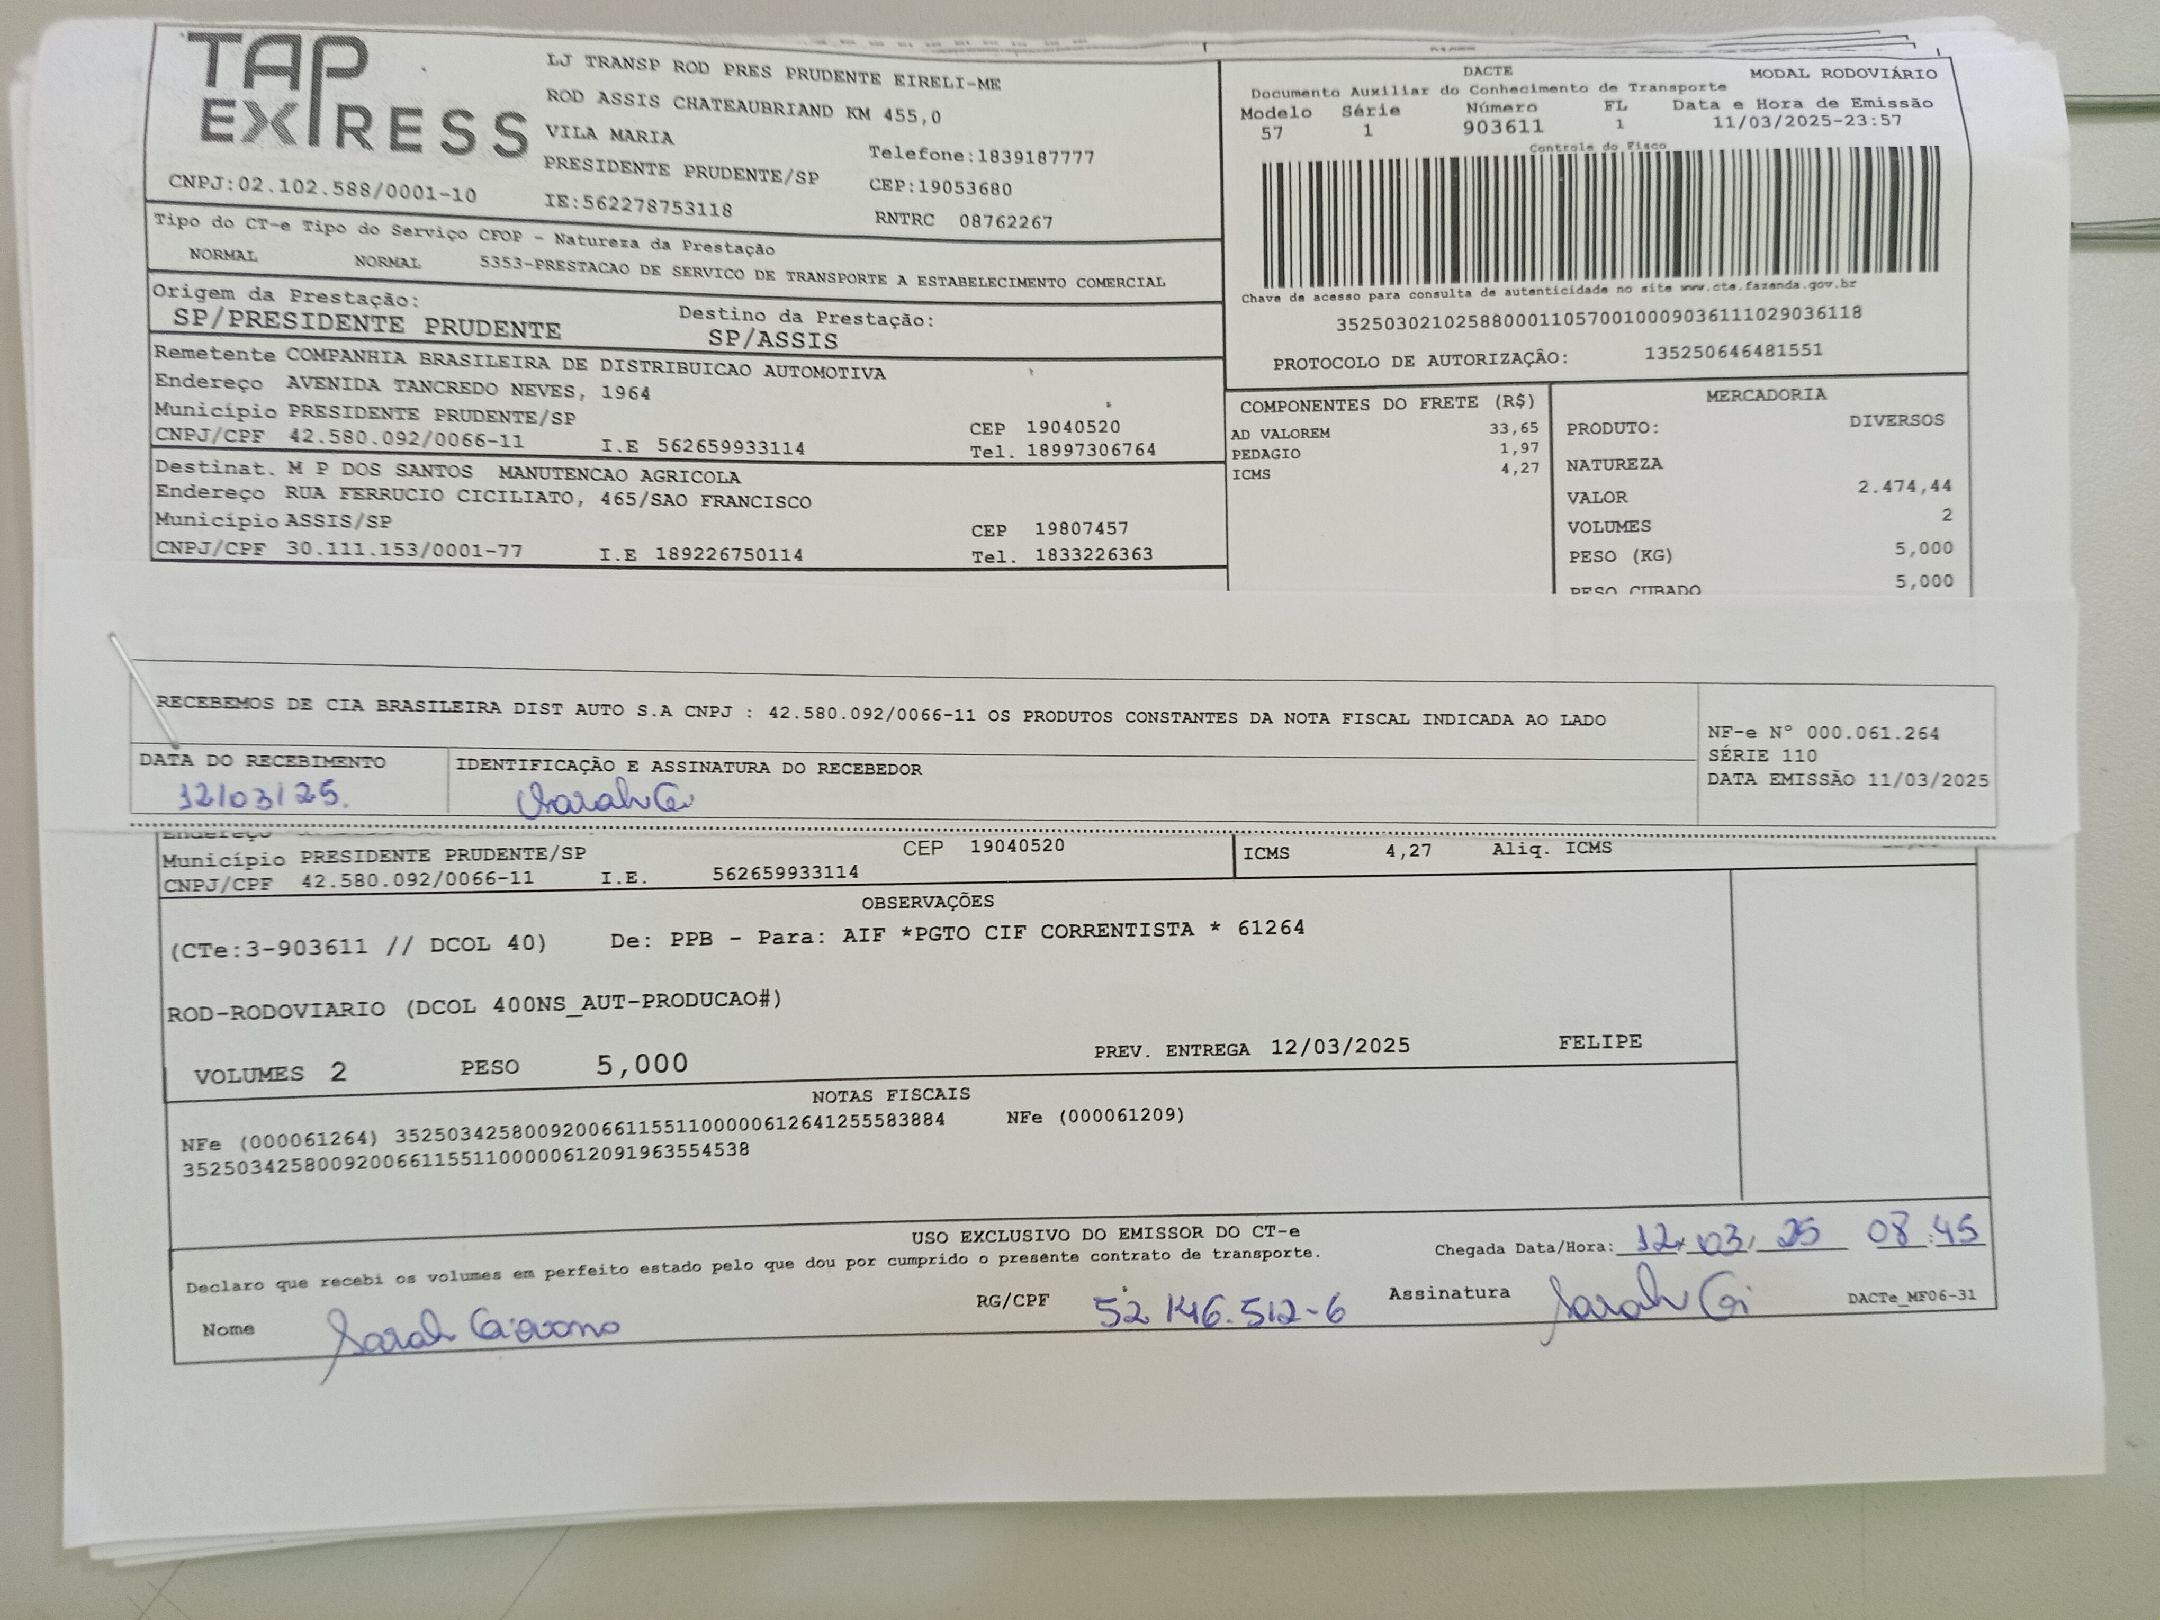 TAP EXPRESS
LJ TRANSP ROD PRES PRUDENTE EIRELI-ME
ROD ASSIS CHATEAUBRIAND KM 455,0
VILA MARIA
Telefone:1839187777
PRESIDENTE PRUDENTE/SP
CEP:19053680
CNPJ:02.102.588/0001-10
IE:562278753118
RNTRC 08762267
DACTE
MODAL RODOVIÁRIO
Documento Auxiliar do Conhecimento de Transporte
Modelo Série Número FL Data e Hora de Emissão
57 1 903611 1 11/03/2025-23:57
Controle do Fisco
Chave de acesso para consulta de autenticidade no site www.cte.fazenda.gov.br
35250302102588000110570010009036111029036118
PROTOCOLO DE AUTORIZAÇÃO: 135250646481551
Tipo do CT-e Tipo do Serviço CFOP - Natureza da Prestação
NORMAL NORMAL 5353-PRESTACAO DE SERVICO DE TRANSPORTE A ESTABELECIMENTO COMERCIAL
Origem da Prestação: Destino da Prestação:
SP/PRESIDENTE PRUDENTE SP/ASSIS
Remetente COMPANHIA BRASILEIRA DE DISTRIBUICAO AUTOMOTIVA
Endereço AVENIDA TANCREDO NEVES, 1964
Município PRESIDENTE PRUDENTE/SP CEP 19040520
CNPJ/CPF 42.580.092/0066-11 I.E 562659933114 Tel. 18997306764
Destinat. M P DOS SANTOS MANUTENCAO AGRICOLA
Endereço RUA FERRUCIO CICILIATO, 465/SAO FRANCISCO
Município ASSIS/SP CEP 19807457
CNPJ/CPF 30.111.153/0001-77 I.E 189226750114 Tel. 1833226363
COMPONENTES DO FRETE (R$)
AD VALOREM 33,65
PEDAGIO 1,97
ICMS 4,27
MERCADORIA
PRODUTO: DIVERSOS
NATUREZA
VALOR 2.474,44
VOLUMES 2
PESO (KG) 5,000
PESO CUBADO 5,000
RECEBEMOS DE CIA BRASILEIRA DIST AUTO S.A CNPJ : 42.580.092/0066-11 OS PRODUTOS CONSTANTES DA NOTA FISCAL INDICADA AO LADO
NF-e Nº 000.061.264
SÉRIE 110
DATA EMISSÃO 11/03/2025
DATA DO RECEBIMENTO IDENTIFICAÇÃO E ASSINATURA DO RECEBEDOR
12/03/25. Sarah Gi
Endereço
Município PRESIDENTE PRUDENTE/SP CEP 19040520
CNPJ/CPF 42.580.092/0066-11 I.E. 562659933114
ICMS 4,27 Aliq. ICMS
OBSERVAÇÕES
(CTe:3-903611 // DCOL 40) De: PPB - Para: AIF *PGTO CIF CORRENTISTA * 61264
ROD-RODOVIARIO (DCOL 400NS_AUT-PRODUCAO#)
VOLUMES 2 PESO 5,000 PREV. ENTREGA 12/03/2025 FELIPE
NOTAS FISCAIS
NFe (000061264) 35250342580092006611551100000612641255583884 NFe (000061209)
35250342580092006611551100000612091963554538
USO EXCLUSIVO DO EMISSOR DO CT-e
Declaro que recebi os volumes em perfeito estado pelo que dou por cumprido o presente contrato de transporte.
Chegada Data/Hora: 12/03/25 08:45
Nome Sarah RG/CPF 52 146.512-6 Assinatura Sarah Gi DACTe_MF06-31